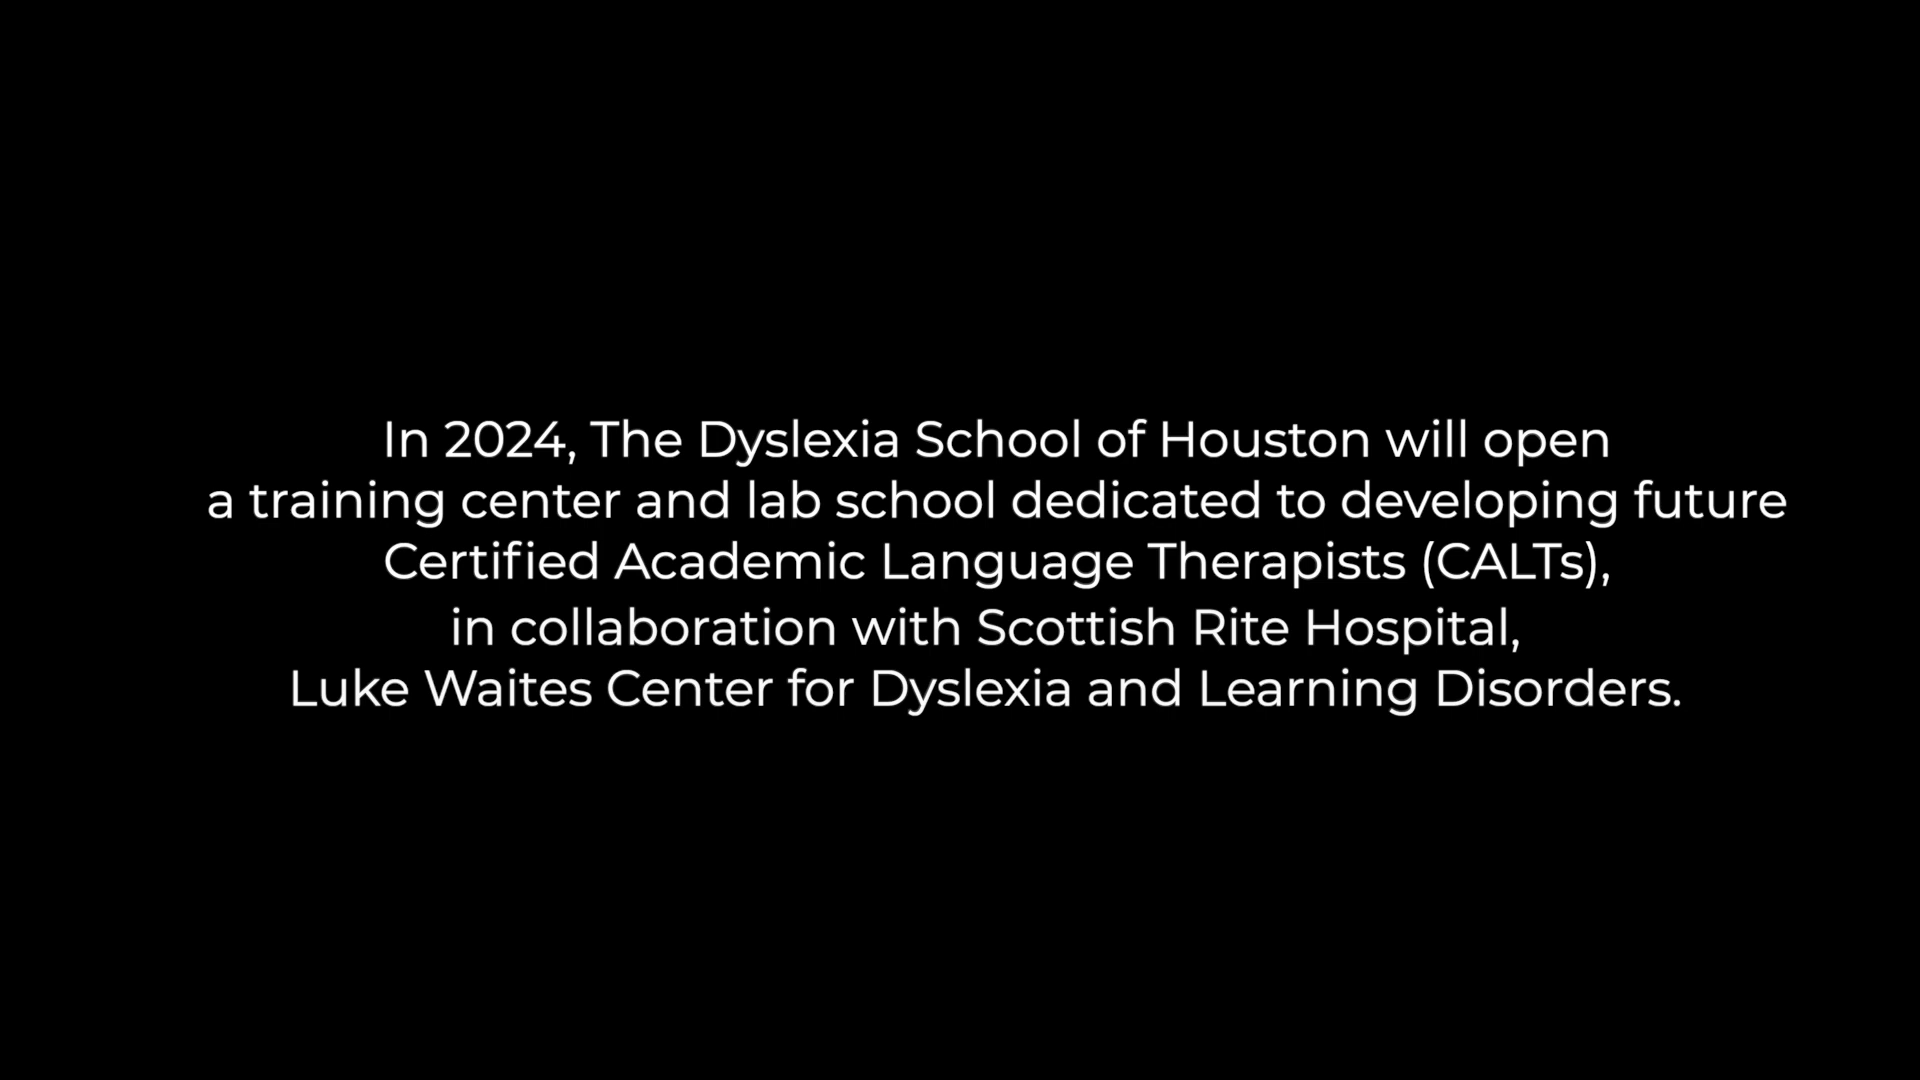 In 2024, The Dyslexia School of Houston will open
a training center and lab school dedicated to developing future
Certified Academic Language Therapists (CALTs),
in collaboration with Scottish Rite Hospital,
Luke Waites Center for Dyslexia and Learning Disorders.